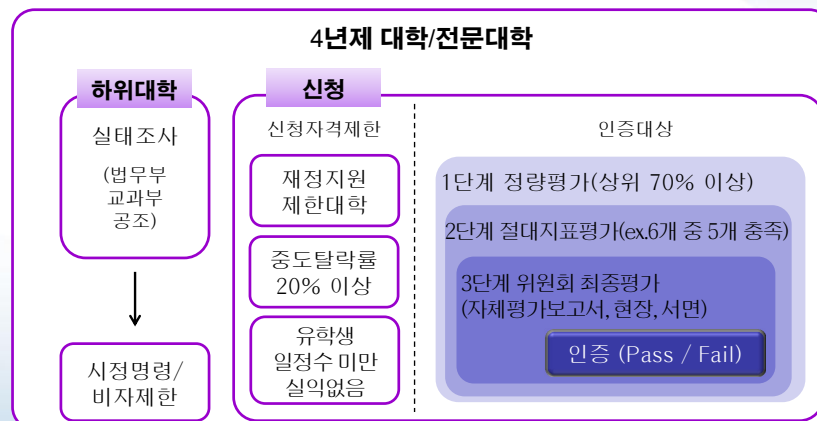 4년제 대학/전문대학
하위대학
실태조사
(법무부
교과부
공조)
시정명령/
비자제한
신청
신청자격제한
재정지원
제한대학
중도탈락률
20% 이상
유학생
일정수 미만
실익없음
인증대상
1단계 정량평가(상위 70% 이상)
2단계 절대지표평가(ex.6개 중 5개 충족)
3단계 위원회 최종평가
(자체평가보고서, 현장, 서면)
인증 (Pass / Fail)